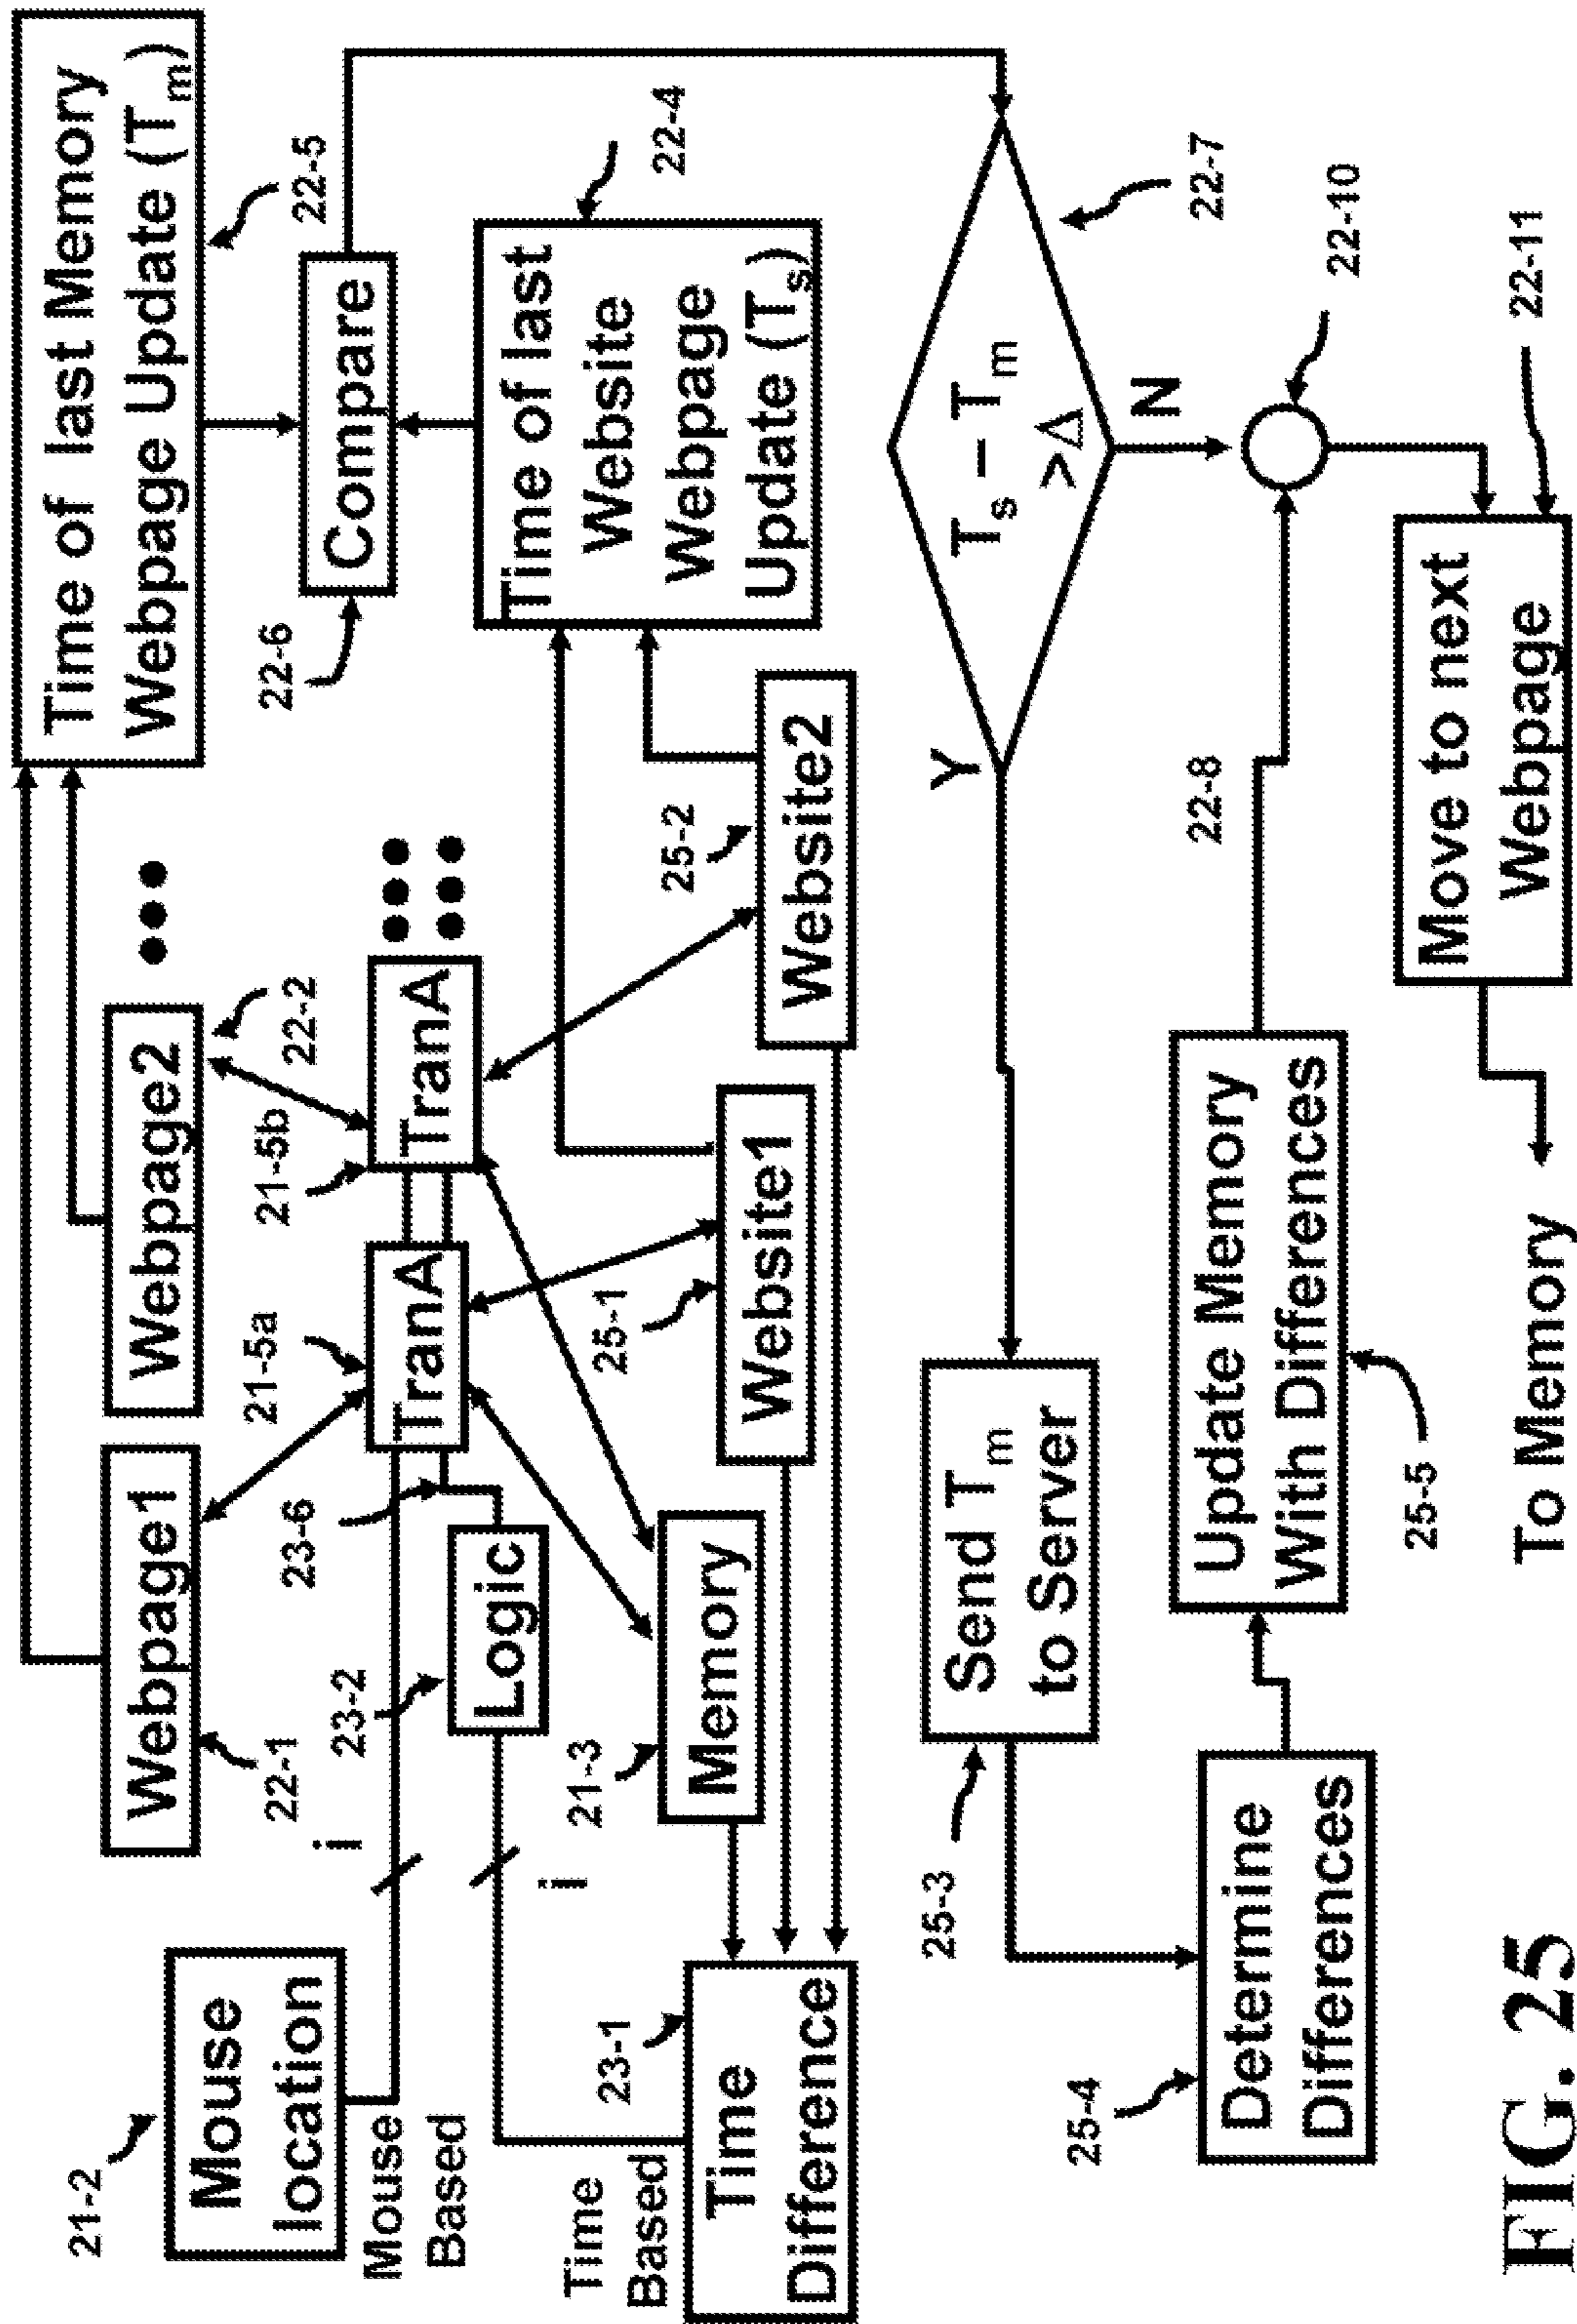 21-2
Mouse
location
Mouse
Based
i
22-1
Webpage1
Webpage2
22-2
Time of last Memory
Webpage Update (Tm)
22-5
23-2
23-6
21-5a
21-5b
TranA
TranA
22-6
Compare
Logic
i
Time
Based
23-1
Time
Difference
21-3
Memory
25-1
Website1
25-2
Website2
22-4
Time of last
Website
Webpage
Update (Ts)
Y
Ts – Tm
>Δ
N
22-7
25-3
Send Tm
to Server
25-4
Determine
Differences
Update Memory
With Differences
25-5
22-8
22-10
22-11
Move to next
Webpage
To Memory
FIG. 25